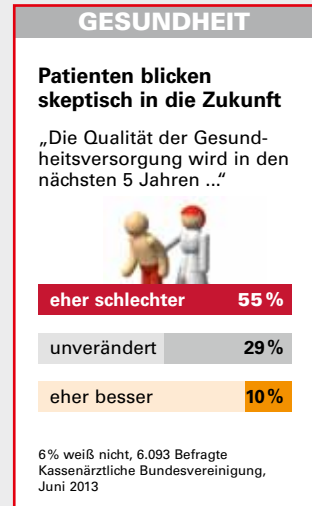 GESUNDHEIT
Patienten blicken
skeptisch in die Zukunft
„Die Qualität der Gesund-
heitsversorgung wird in den
nächsten 5 Jahren ...“
eher schlechter 55 %
unverändert 29 %
eher besser 10 %
6 % weiß nicht, 6.093 Befragte
Kassenärztliche Bundesvereinigung,
Juni 2013